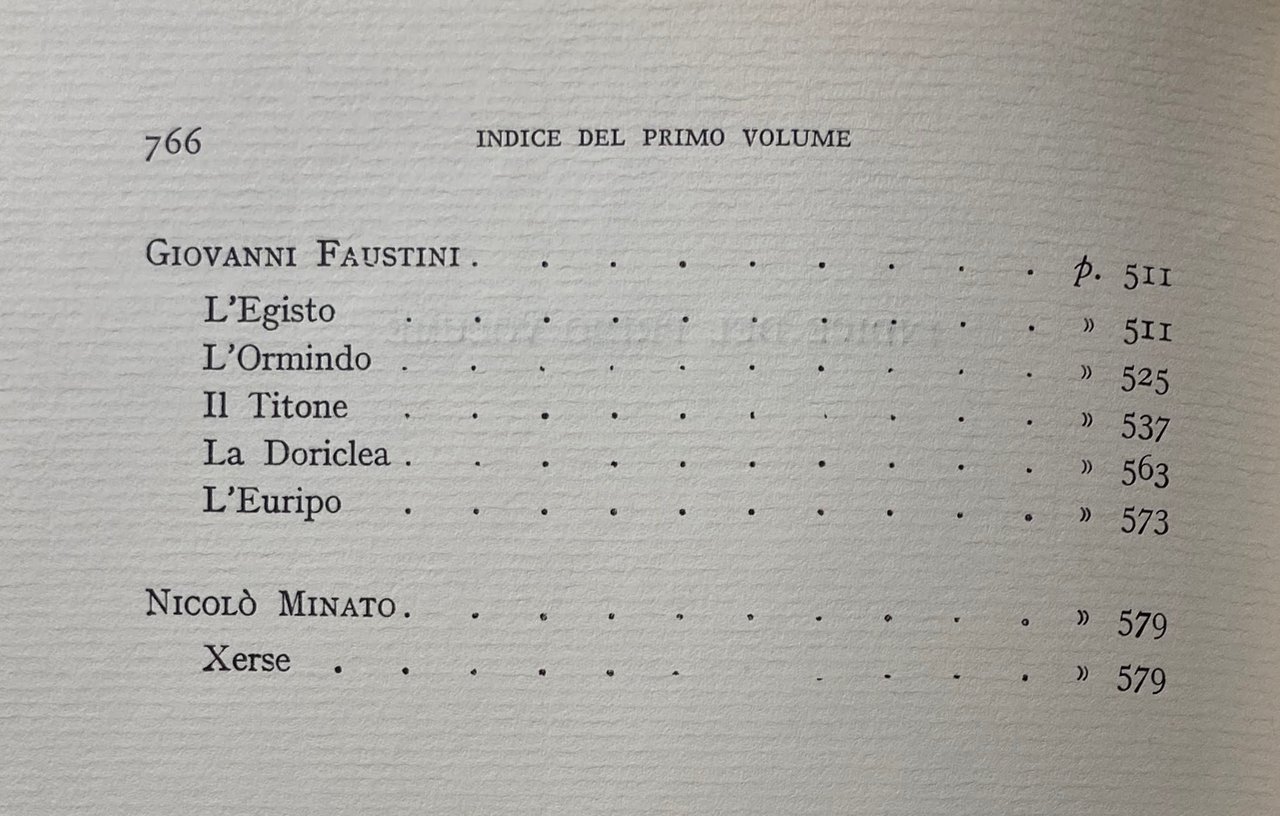 766 INDICE DEL PRIMO VOLUME
GIOVANNI FAUSTINI . . . . . . . . . p. 511
L'Egisto . . . . . . . . . . » 511
L'Ormindo . . . . . . . . . . » 525
Il Titone . . . . . . . . . . » 537
La Doriclea . . . . . . . . . . » 563
L'Euripo . . . . . . . . . . » 573
NICOLÒ MINATO . . . . . . . . . . » 579
Xerse . . . . . . . . . . » 579